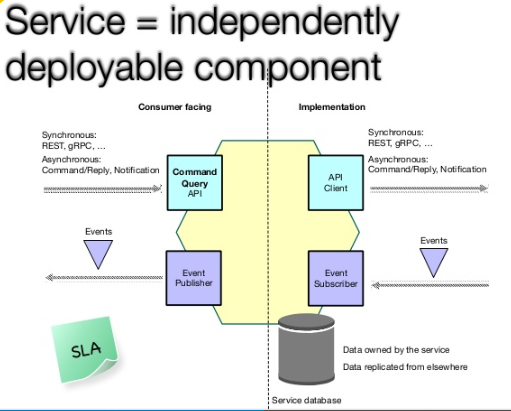 Service = independently
deployable component
Consumer facing
Implementation
Synchronous:
REST, gRPC, ...
Asynchronous:
Command/Reply, Notification
Command
Query
API
Events
Event
Publisher
SLA
API
Client
Synchronous:
REST, gRPC, ...
Asynchronous:
Command/Reply, Notification
Event
Subscriber
Events
Data owned by the service
Data replicated from elsewhere
Service database